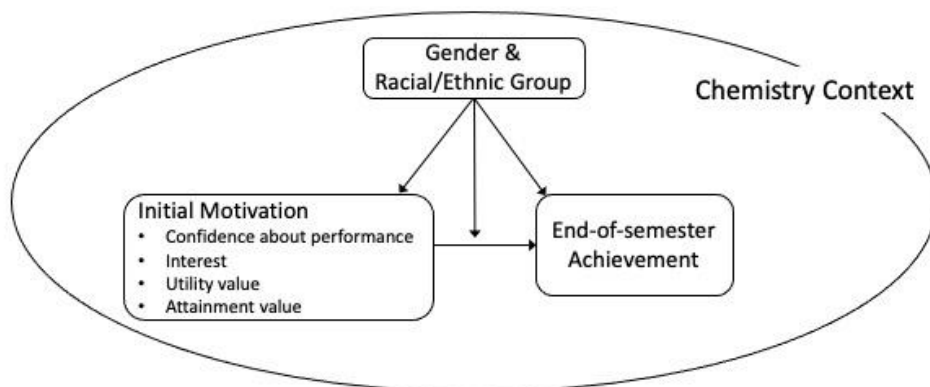 Gender &
Racial/Ethnic Group
Chemistry Context
Initial Motivation
• Confidence about performance
• Interest
• Utility value
• Attainment value
End-of-semester
Achievement